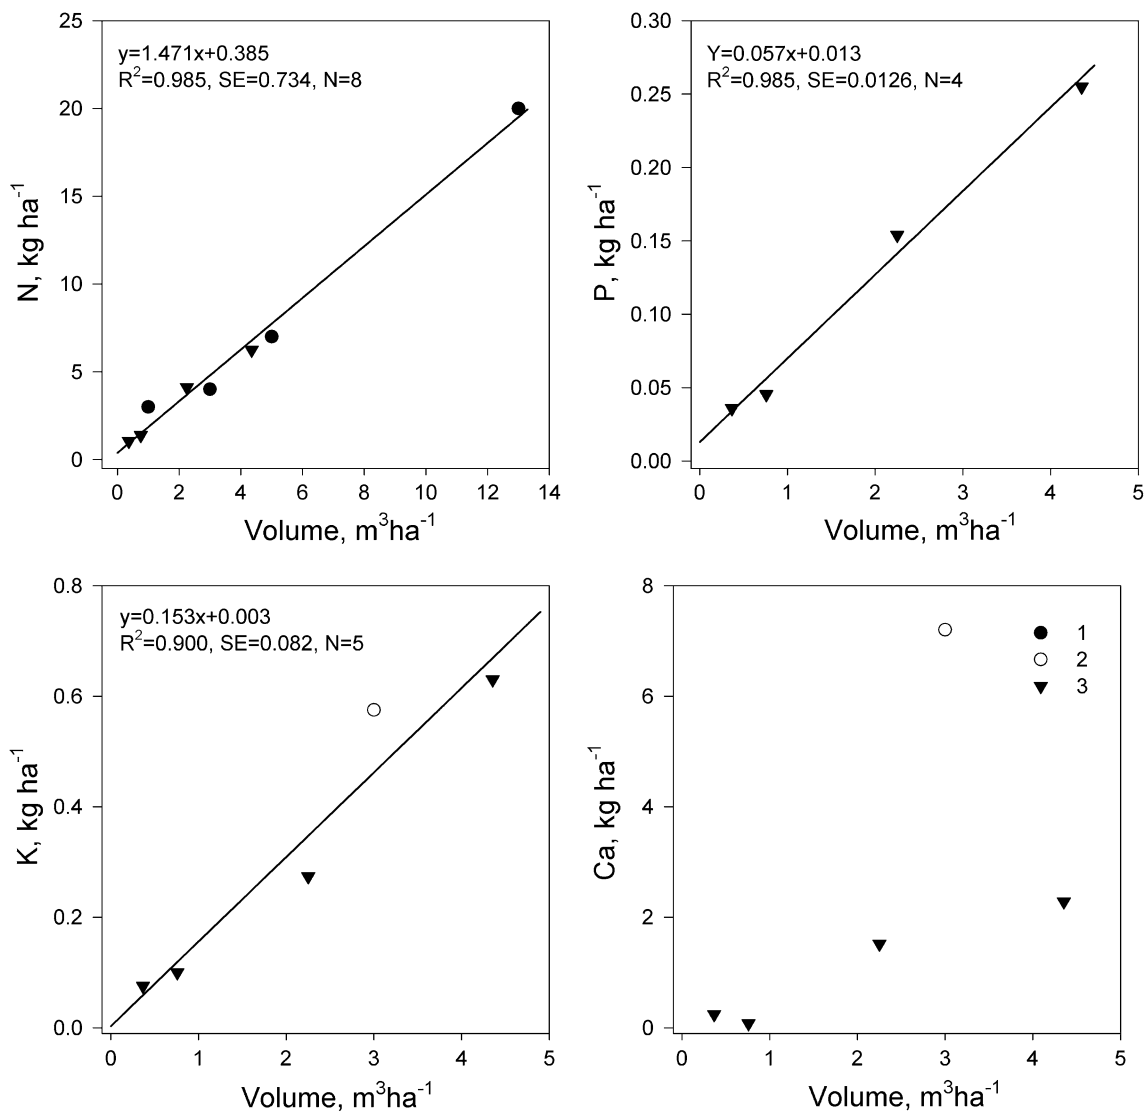 y=1.471x+0.385
R²=0.985, SE=0.734, N=8
N, kg ha⁻¹
25
20
15
10
5
0
0 2 4 6 8 10 12 14
Volume, m³ha⁻¹
Y=0.057x+0.013
R²=0.985, SE=0.0126, N=4
P, kg ha⁻¹
0.30
0.25
0.20
0.15
0.10
0.05
0.00
0 1 2 3 4 5
Volume, m³ha⁻¹
y=0.153x+0.003
R²=0.900, SE=0.082, N=5
K, kg ha⁻¹
0.8
0.6
0.4
0.2
0.0
0 1 2 3 4 5
Volume, m³ha⁻¹
1
2
3
Ca, kg ha⁻¹
8
6
4
2
0
0 1 2 3 4 5
Volume, m³ha⁻¹